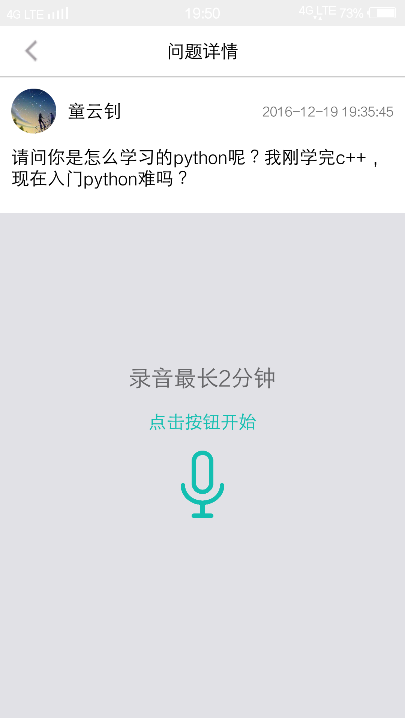 4G LTE 19:50 4G LTE 73%
问题详情
童云钊 2016-12-19 19:35:45
请问你是怎么学习的python呢？我刚学完c++，
现在入门python难吗？
录音最长2分钟
点击按钮开始